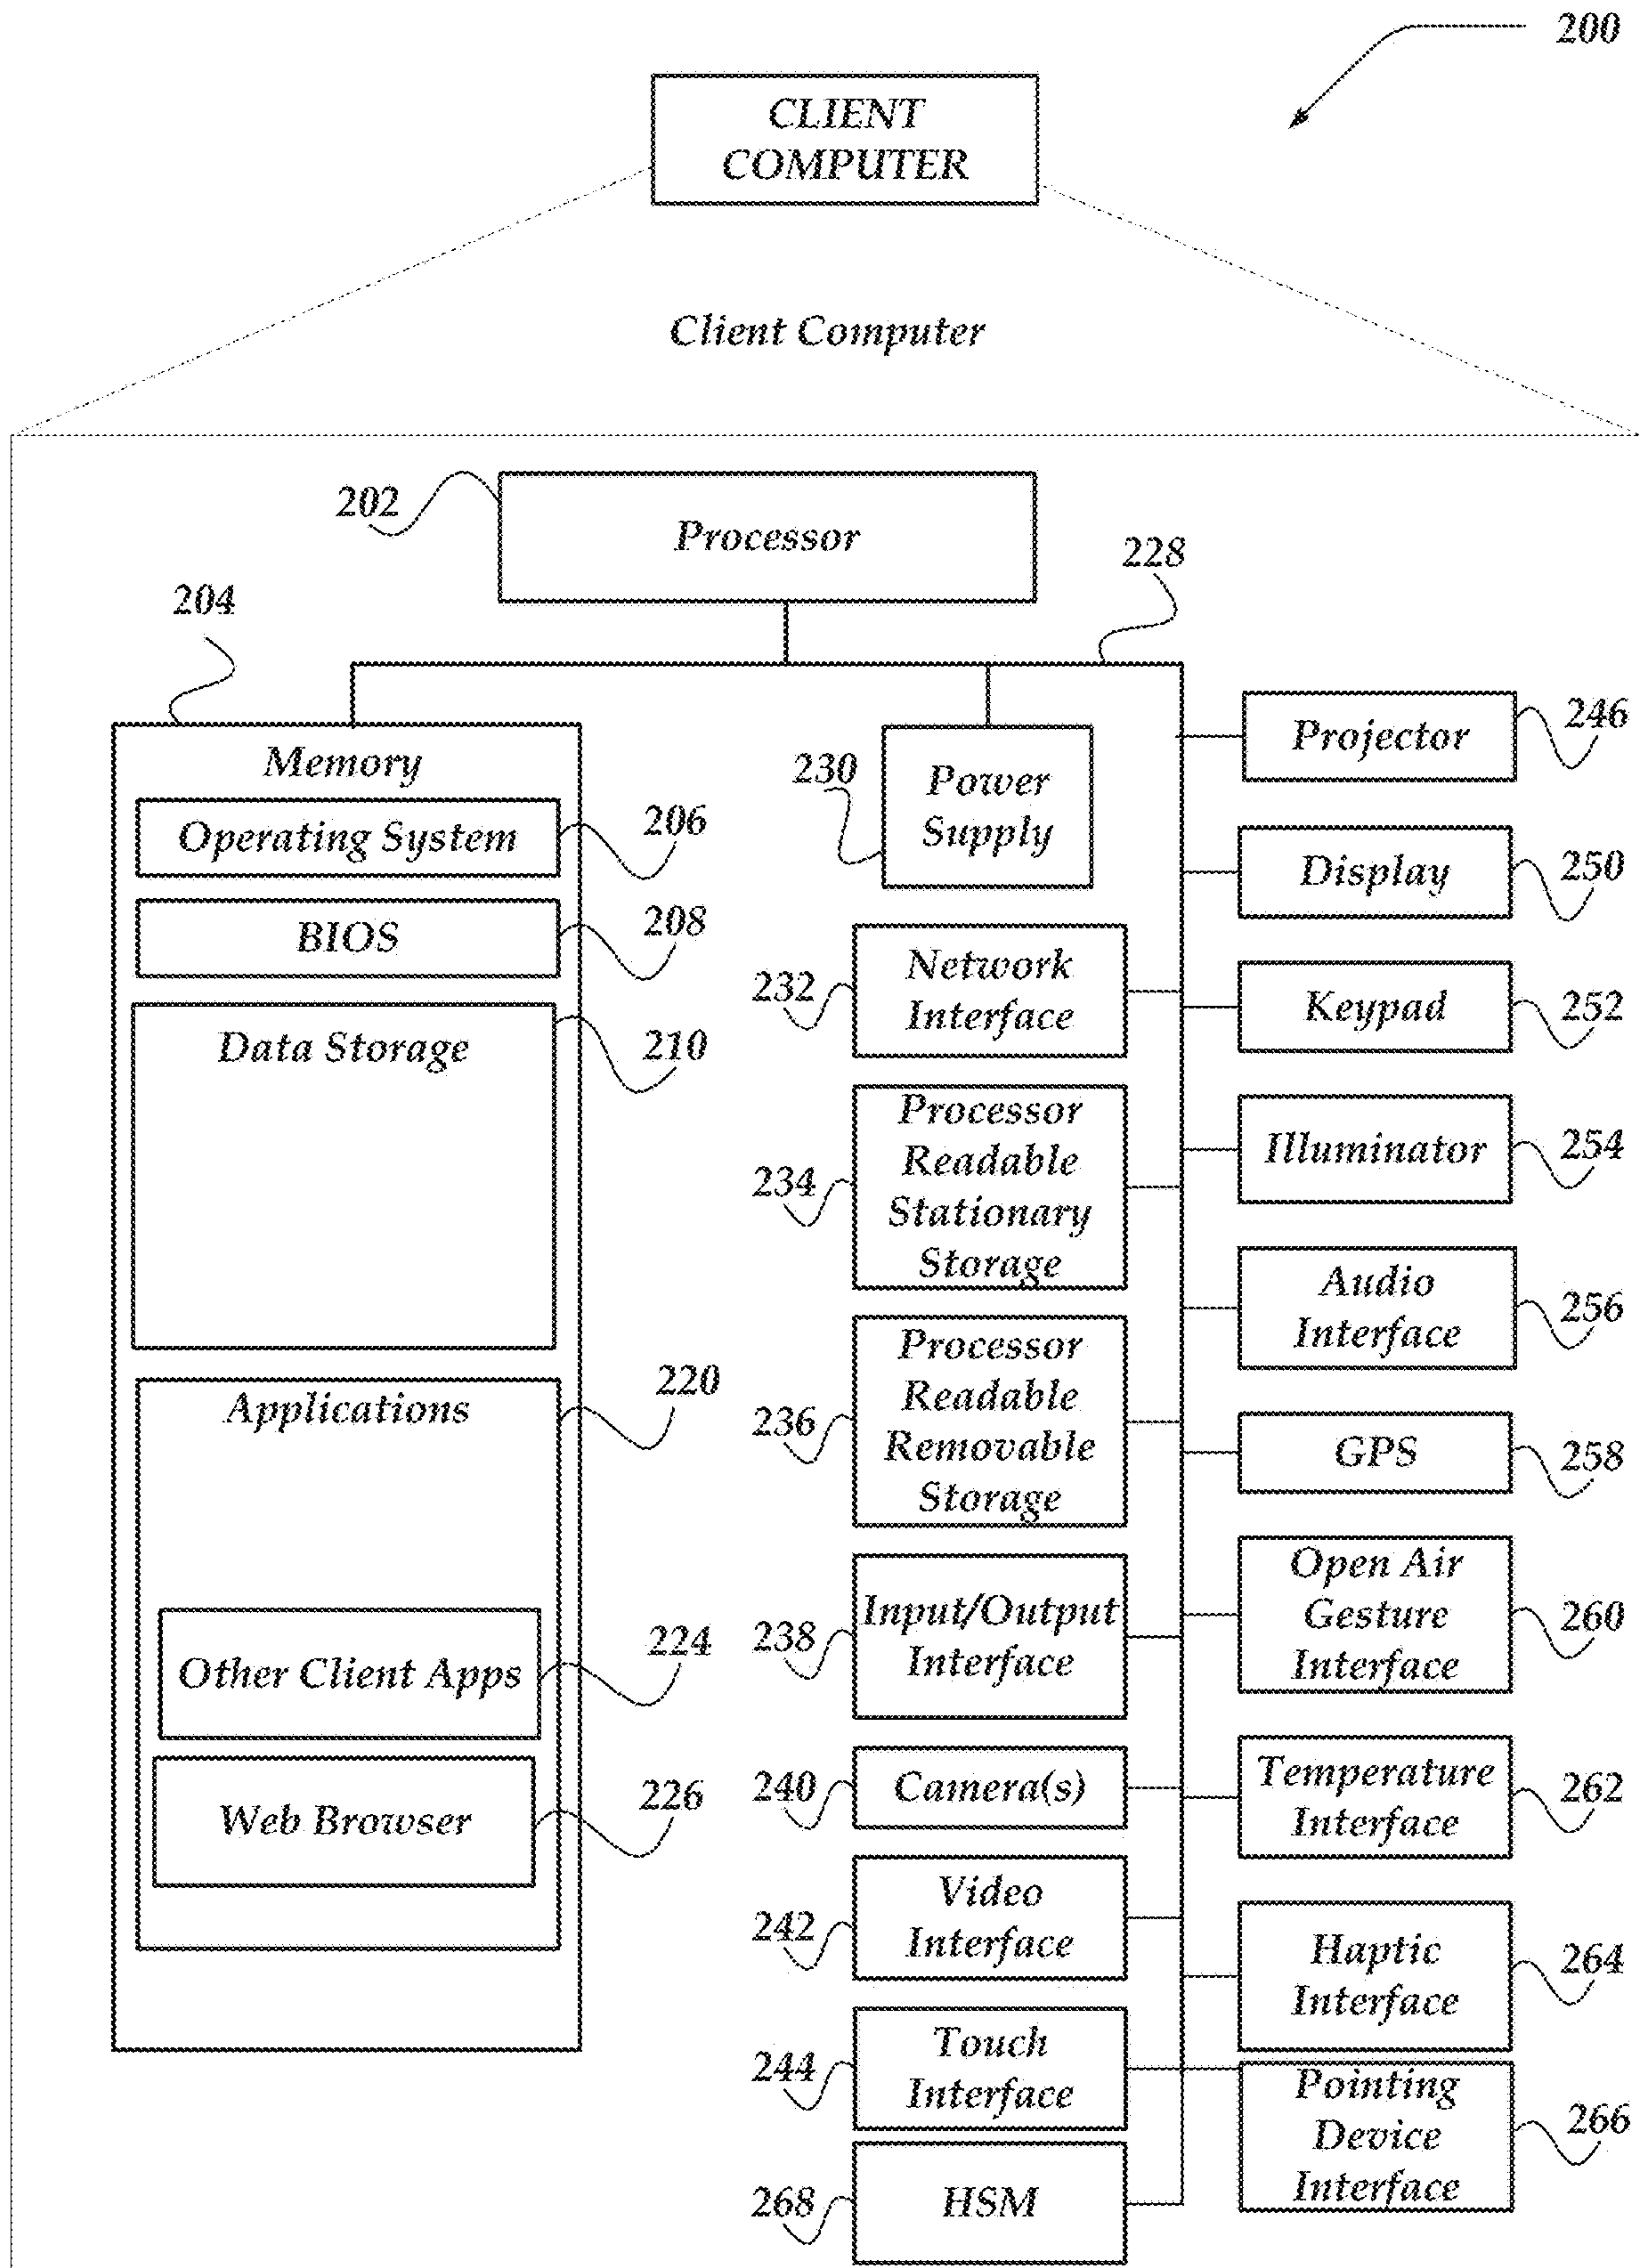 200
CLIENT
COMPUTER
Client Computer
202
Processor
228
204
Memory
Operating System
206
BIOS
208
Data Storage
210
Applications
220
Other Client Apps
224
Web Browser
226
230
Power
Supply
232
Network
Interface
234
Processor
Readable
Stationary
Storage
236
Processor
Readable
Removable
Storage
238
Input/Output
Interface
240
Camera(s)
242
Video
Interface
244
Touch
Interface
268
HSM
Projector
246
Display
250
Keypad
252
Illuminator
254
Audio
Interface
256
GPS
258
Open Air
Gesture
Interface
260
Temperature
Interface
262
Haptic
Interface
264
Pointing
Device
Interface
266